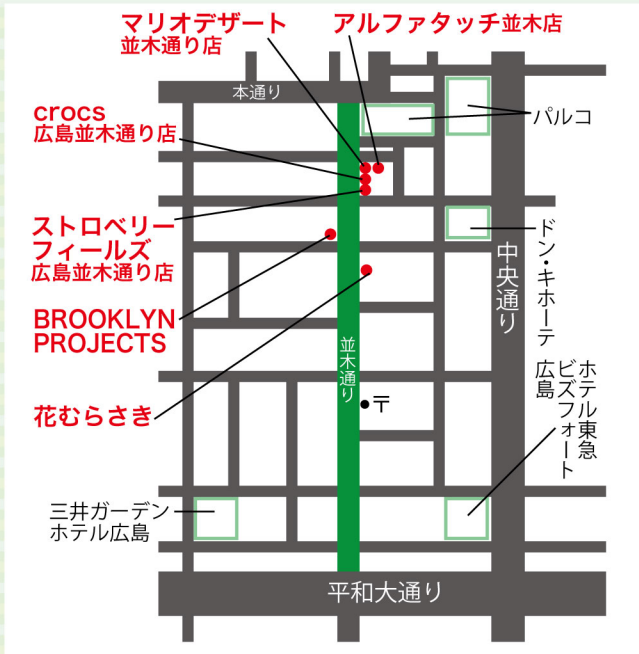 マリオデザート
並木通り店
アルファタッチ並木店
本通り
crocs
広島並木通り店
パルコ
ストロベリー
フィールズ
広島並木通り店
ドン・キホーテ
中央通り
BROOKLYN
PROJECTS
並木通り
ホテル東急
ビズフォート
広島
〒
花むらさき
三井ガーデン
ホテル広島
平和大通り